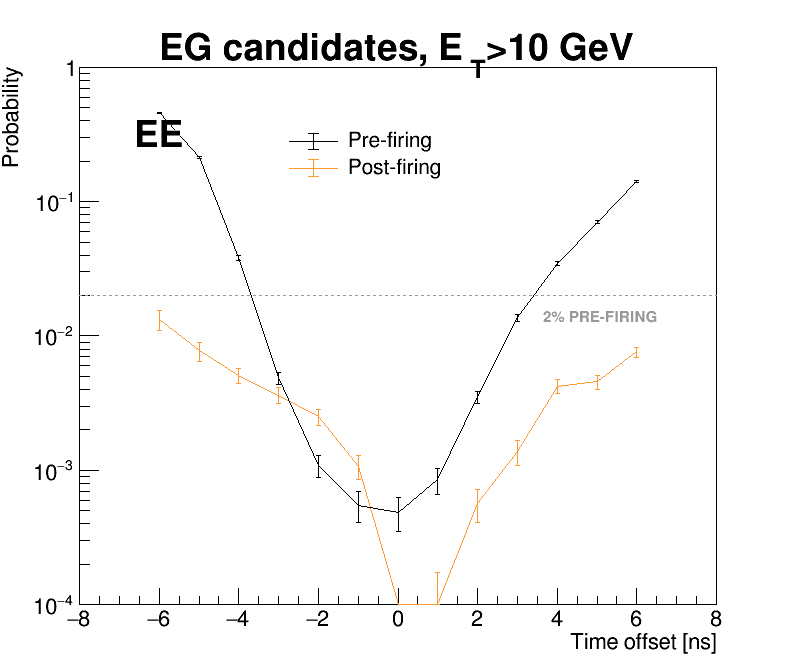 EG candidates, E T>10 GeV
Probability
1
10⁻¹
10⁻²
10⁻³
10⁻⁴
EE
Pre-firing
Post-firing
2% PRE-FIRING
−8 −6 −4 −2 0 2 4 6 8
Time offset [ns]